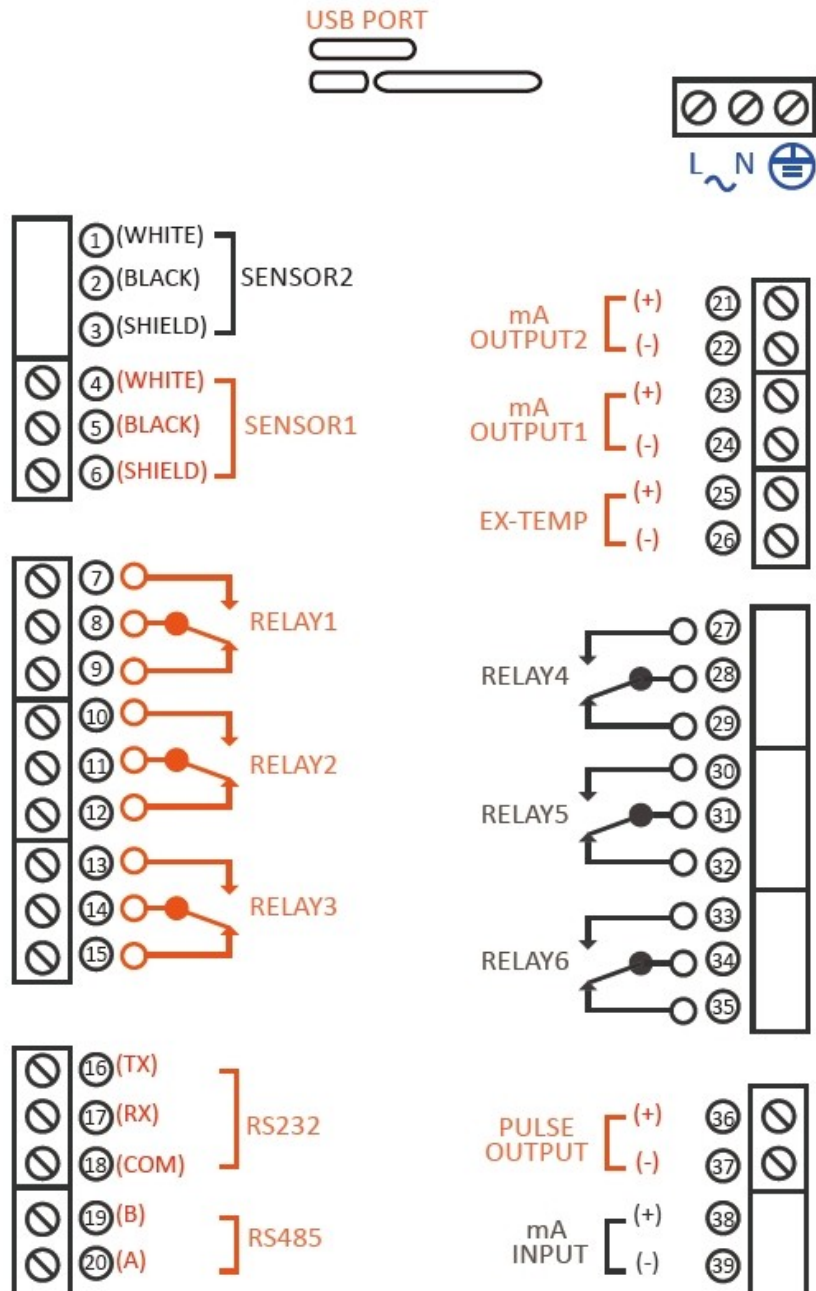 USB PORT
L N
1 (WHITE)
2 (BLACK)
3 (SHIELD)
SENSOR2
4 (WHITE)
5 (BLACK)
6 (SHIELD)
SENSOR1
7
8
9
RELAY1
10
11
12
RELAY2
13
14
15
RELAY3
16 (TX)
17 (RX)
18 (COM)
RS232
19 (B)
20 (A)
RS485
mA
OUTPUT2
(+) 21
(-) 22
mA
OUTPUT1
(+) 23
(-) 24
EX-TEMP
(+) 25
(-) 26
RELAY4
27
28
29
RELAY5
30
31
32
RELAY6
33
34
35
PULSE
OUTPUT
(+) 36
(-) 37
mA
INPUT
(+) 38
(-) 39